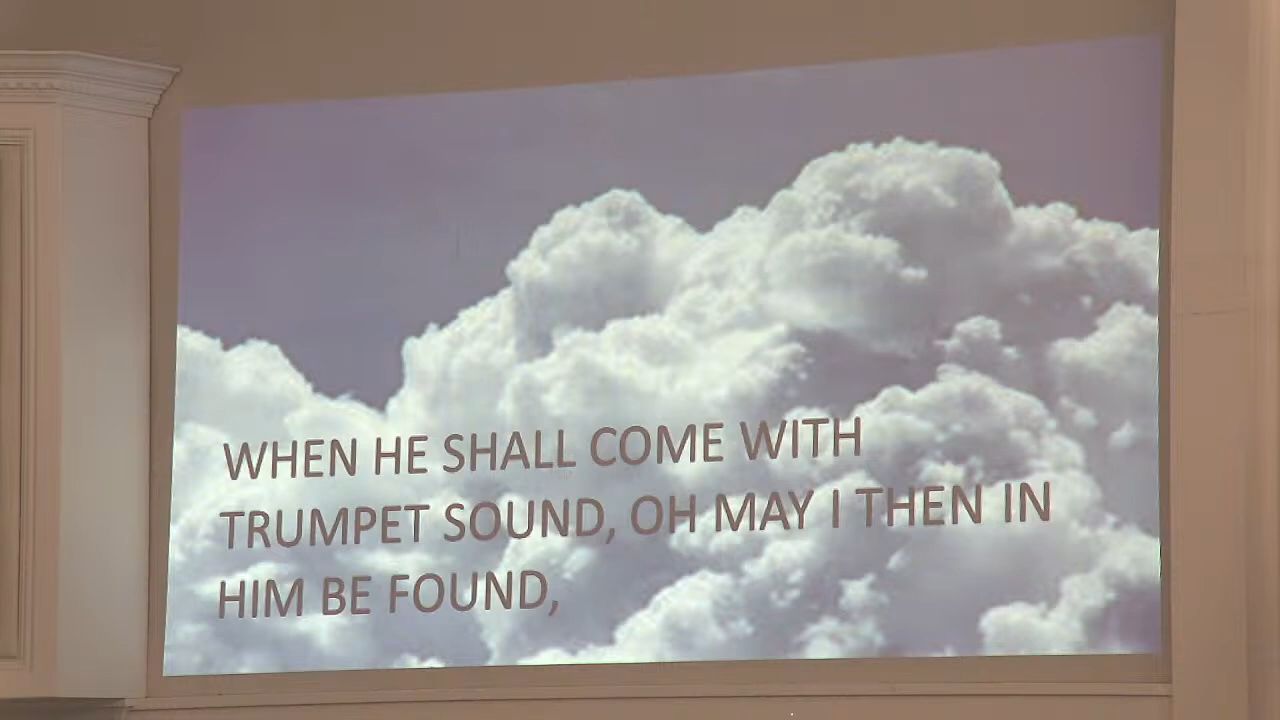 WHEN HE SHALL COME WITH
TRUMPET SOUND, OH MAY I THEN IN
HIM BE FOUND,